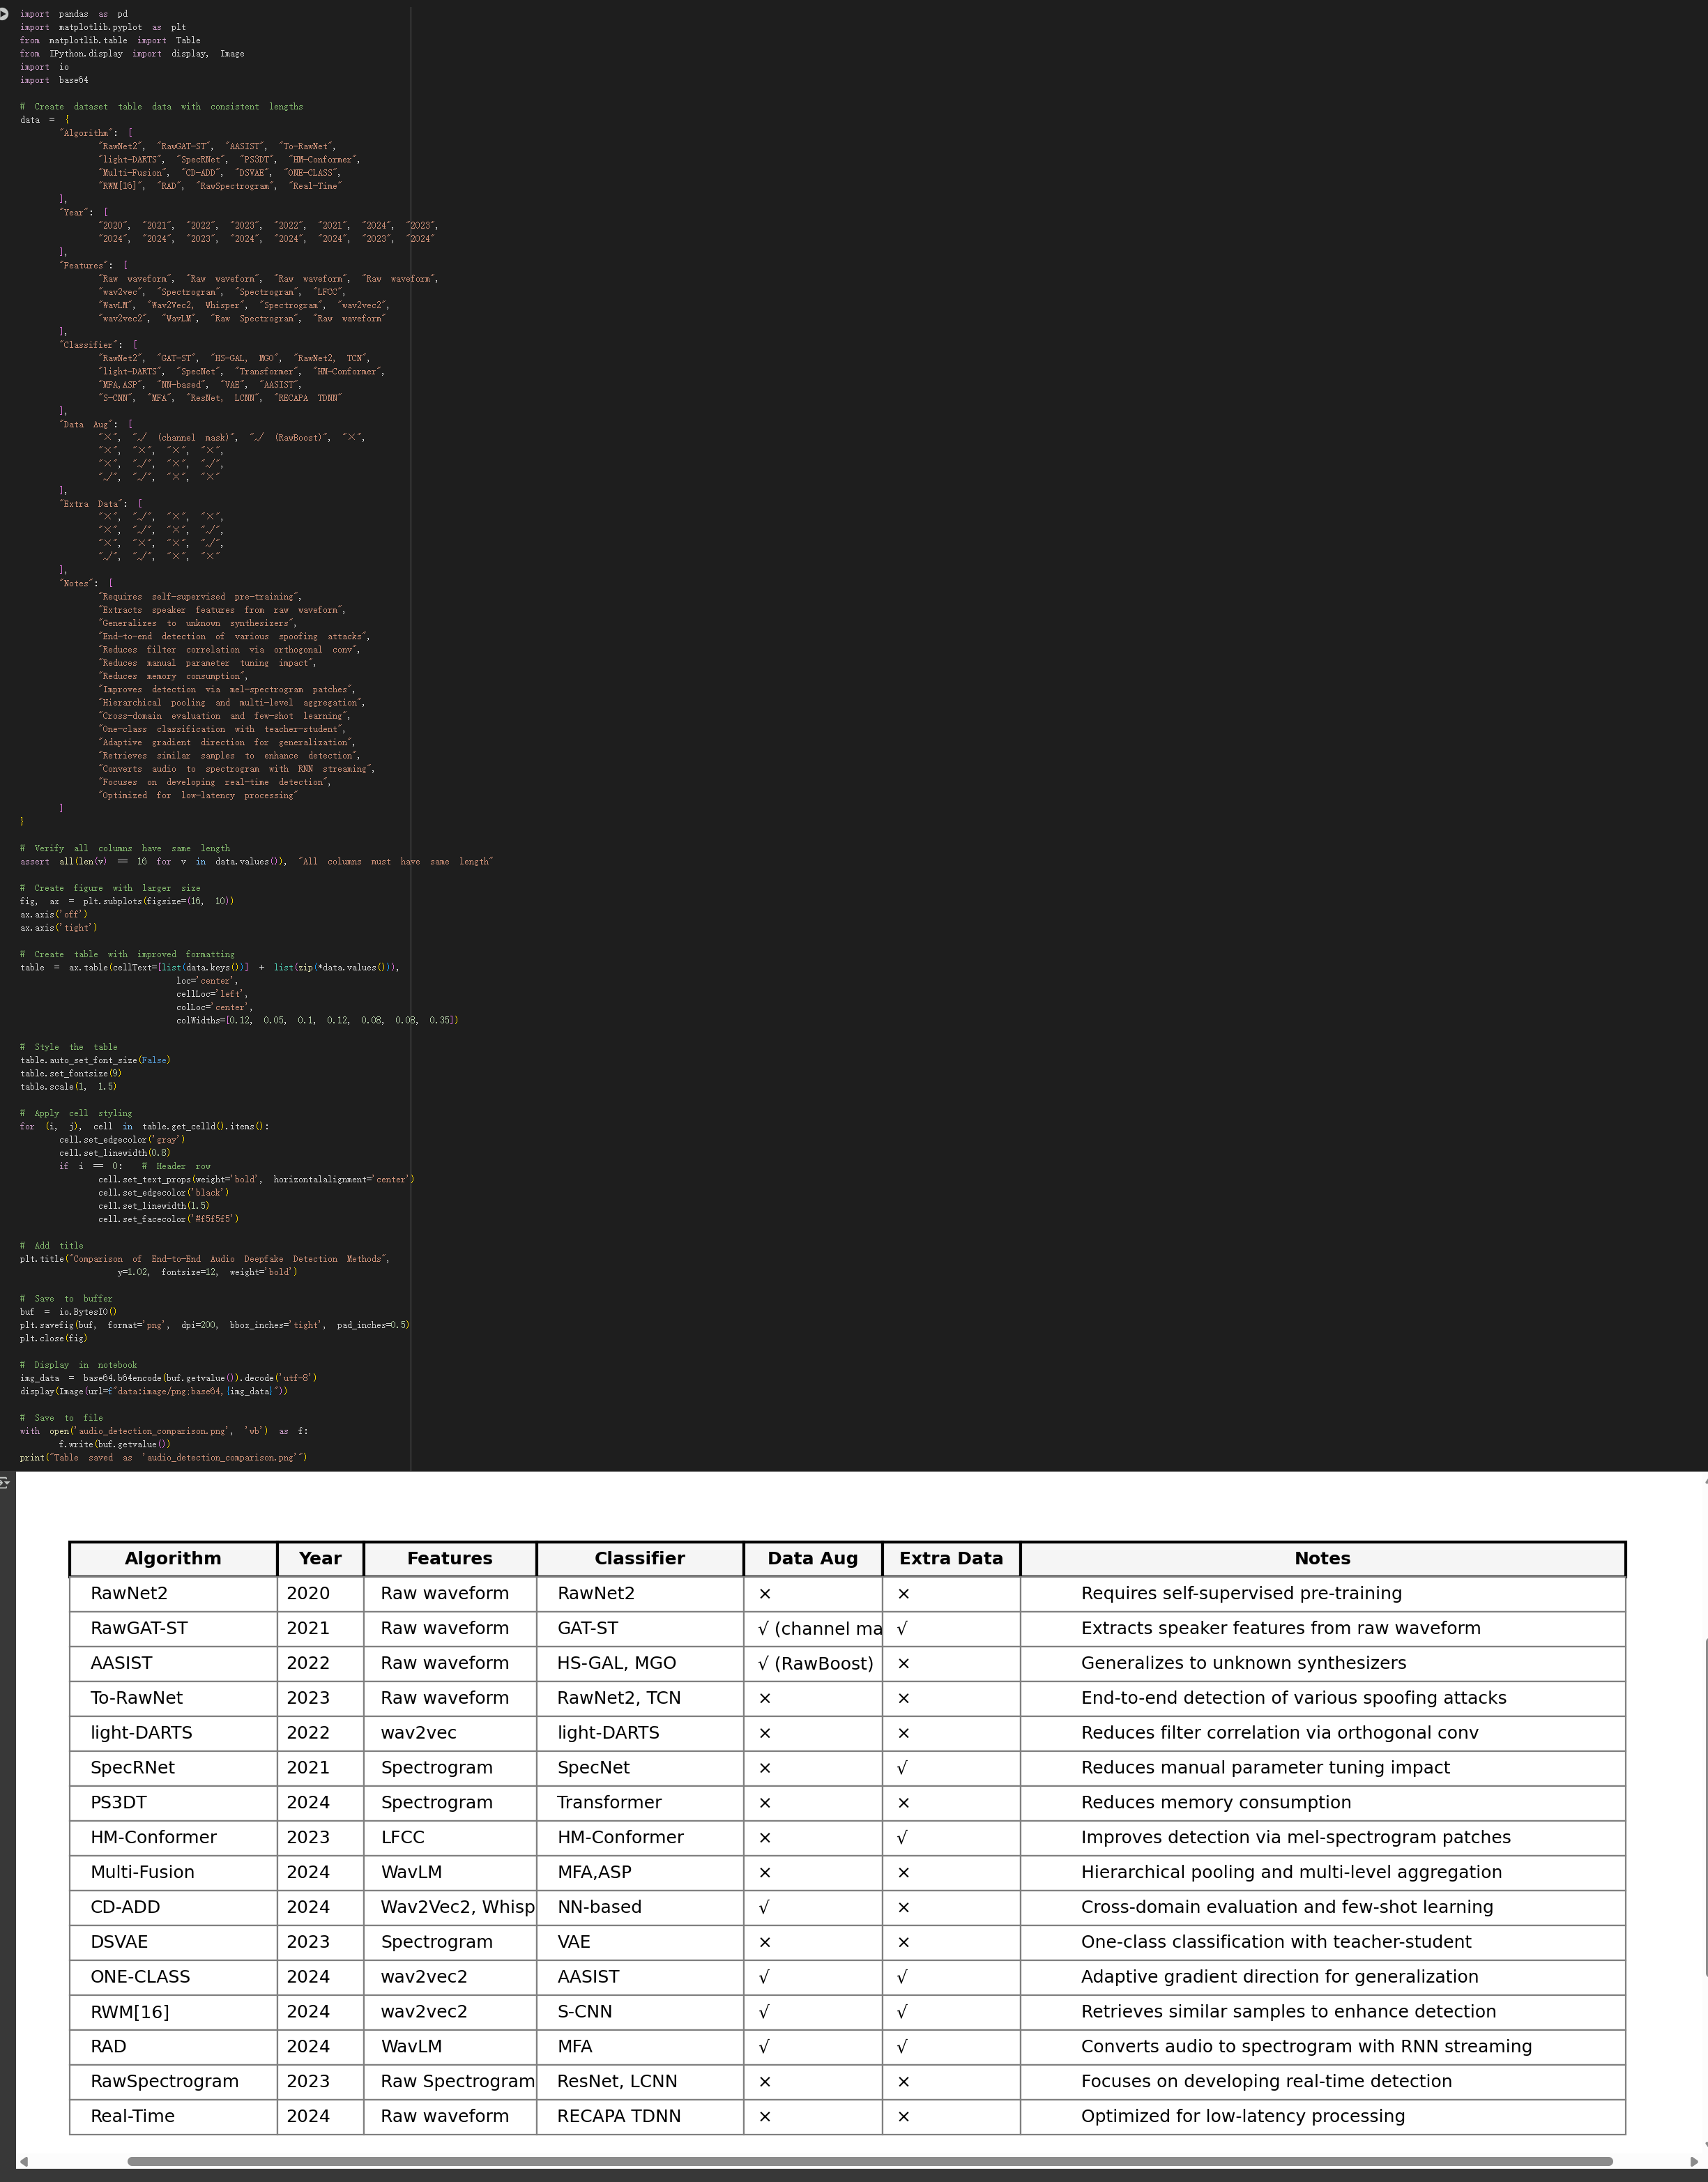 import pandas as pd
import matplotlib.pyplot as plt
from matplotlib.table import Table
from IPython.display import display, Image
import io
import base64
# Create dataset table data with consistent lengths
data = {
"Algorithm": [
"RawNet2", "RawGAT-ST", "AASIST", "To-RawNet",
"light-DARTS", "SpecRNet", "PS3DT", "HM-Conformer",
"Multi-Fusion", "CD-ADD", "DSVAE", "ONE-CLASS",
"RWM[16]", "RAD", "RawSpectrogram", "Real-Time"
],
"Year": [
"2020", "2021", "2022", "2023", "2022", "2021", "2024", "2023",
"2024", "2024", "2023", "2024", "2024", "2024", "2023", "2024"
],
"Features": [
"Raw waveform", "Raw waveform", "Raw waveform", "Raw waveform",
"wav2vec", "Spectrogram", "Spectrogram", "LFCC",
"WavLM", "Wav2Vec2, Whisper", "Spectrogram", "wav2vec2",
"wav2vec2", "WavLM", "Raw Spectrogram", "Raw waveform"
],
"Classifier": [
"RawNet2", "GAT-ST", "HS-GAL, MGO", "RawNet2, TCN",
"light-DARTS", "SpecNet", "Transformer", "HM-Conformer",
"MFA,ASP", "NN-based", "VAE", "AASIST",
"S-CNN", "MFA", "ResNet, LCNN", "RECAPA TDNN"
],
"Data Aug": [
"×", "√ (channel mask)", "√ (RawBoost)", "×",
"×", "×", "×", "×",
"×", "√", "×", "√",
"√", "√", "×", "×"
],
"Extra Data": [
"×", "√", "×", "×",
"×", "√", "×", "√",
"×", "×", "×", "√",
"√", "√", "×", "×"
],
"Notes": [
"Requires self-supervised pre-training",
"Extracts speaker features from raw waveform",
"Generalizes to unknown synthesizers",
"End-to-end detection of various spoofing attacks",
"Reduces filter correlation via orthogonal conv",
"Reduces manual parameter tuning impact",
"Reduces memory consumption",
"Improves detection via mel-spectrogram patches",
"Hierarchical pooling and multi-level aggregation",
"Cross-domain evaluation and few-shot learning",
"One-class classification with teacher-student",
"Adaptive gradient direction for generalization",
"Retrieves similar samples to enhance detection",
"Converts audio to spectrogram with RNN streaming",
"Focuses on developing real-time detection",
"Optimized for low-latency processing"
]
}
# Verify all columns have same length
assert all(len(v) == 16 for v in data.values()), "All columns must have same length"
# Create figure with larger size
fig, ax = plt.subplots(figsize=(16, 10))
ax.axis('off')
ax.axis('tight')
# Create table with improved formatting
table = ax.table(cellText=[list(data.keys())] + list(zip(*data.values())),
loc='center',
cellLoc='left',
colLoc='center',
colWidths=[0.12, 0.05, 0.1, 0.12, 0.08, 0.08, 0.35])
# Style the table
table.auto_set_font_size(False)
table.set_fontsize(9)
table.scale(1, 1.5)
# Apply cell styling
for (i, j), cell in table.get_celld().items():
cell.set_edgecolor('gray')
cell.set_linewidth(0.8)
if i == 0: # Header row
cell.set_text_props(weight='bold', horizontalalignment='center')
cell.set_edgecolor('black')
cell.set_linewidth(1.5)
cell.set_facecolor('#f5f5f5')
# Add title
plt.title("Comparison of End-to-End Audio Deepfake Detection Methods",
y=1.02, fontsize=12, weight='bold')
# Save to buffer
buf = io.BytesIO()
plt.savefig(buf, format='png', dpi=200, bbox_inches='tight', pad_inches=0.5)
plt.close(fig)
# Display in notebook
img_data = base64.b64encode(buf.getvalue()).decode('utf-8')
display(Image(url=f"data:image/png;base64,{img_data}"))
# Save to file
with open('audio_detection_comparison.png', 'wb') as f:
f.write(buf.getvalue())
print("Table saved as 'audio_detection_comparison.png'")
Algorithm Year Features Classifier Data Aug Extra Data Notes
RawNet2 2020 Raw waveform RawNet2 × × Requires self-supervised pre-training
RawGAT-ST 2021 Raw waveform GAT-ST √ (channel ma √ Extracts speaker features from raw waveform
AASIST 2022 Raw waveform HS-GAL, MGO √ (RawBoost) × Generalizes to unknown synthesizers
To-RawNet 2023 Raw waveform RawNet2, TCN × × End-to-end detection of various spoofing attacks
light-DARTS 2022 wav2vec light-DARTS × × Reduces filter correlation via orthogonal conv
SpecRNet 2021 Spectrogram SpecNet × √ Reduces manual parameter tuning impact
PS3DT 2024 Spectrogram Transformer × × Reduces memory consumption
HM-Conformer 2023 LFCC HM-Conformer × √ Improves detection via mel-spectrogram patches
Multi-Fusion 2024 WavLM MFA,ASP × × Hierarchical pooling and multi-level aggregation
CD-ADD 2024 Wav2Vec2, Whisp NN-based √ × Cross-domain evaluation and few-shot learning
DSVAE 2023 Spectrogram VAE × × One-class classification with teacher-student
ONE-CLASS 2024 wav2vec2 AASIST √ √ Adaptive gradient direction for generalization
RWM[16] 2024 wav2vec2 S-CNN √ √ Retrieves similar samples to enhance detection
RAD 2024 WavLM MFA √ √ Converts audio to spectrogram with RNN streaming
RawSpectrogram 2023 Raw Spectrogram ResNet, LCNN × × Focuses on developing real-time detection
Real-Time 2024 Raw waveform RECAPA TDNN × × Optimized for low-latency processing